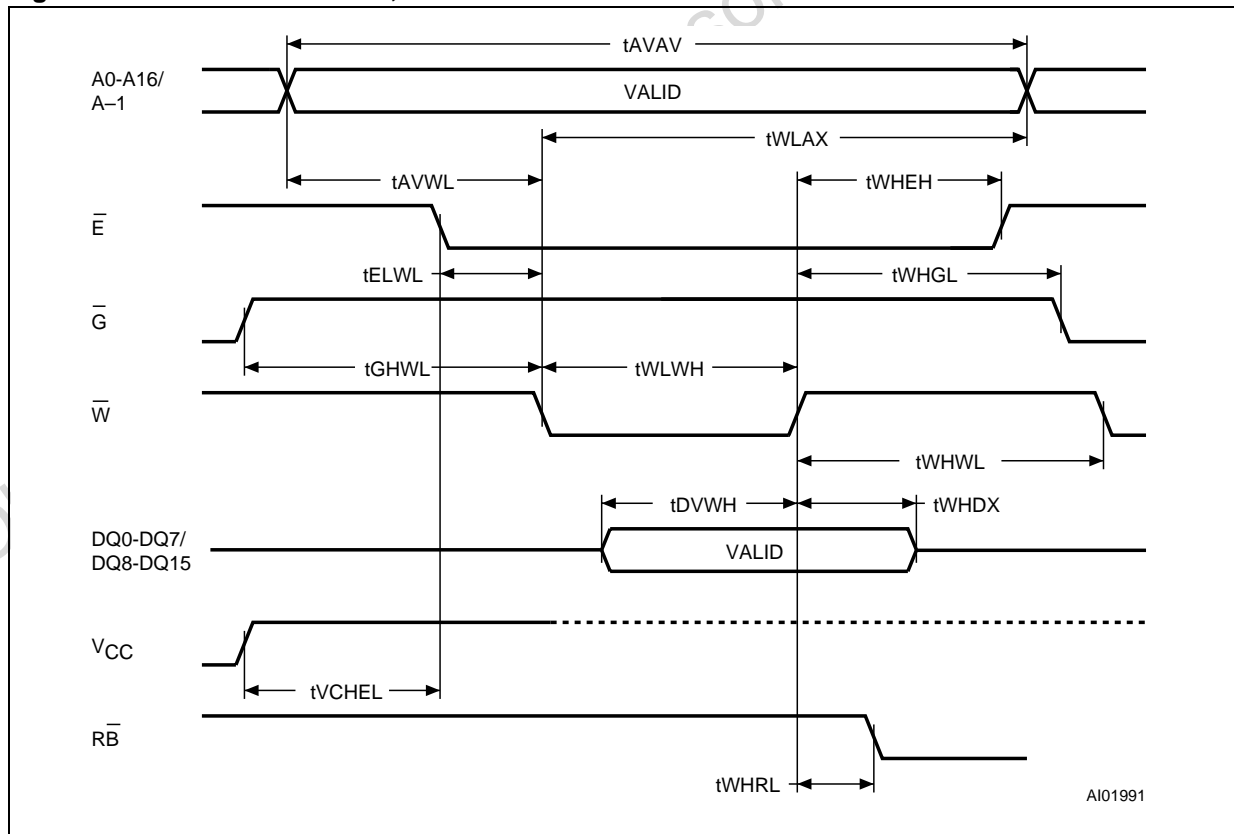 tAVAV
A0-A16/
A–1
VALID
tWLAX
tAVWL
tWHEH
E̅
tELWL
tWHGL
G̅
tGHWL
tWLWH
W̅
tWHWL
tDVWH
tWHDX
DQ0-DQ7/
DQ8-DQ15
VALID
VCC
tVCHEL
RB̅
tWHRL
AI01991